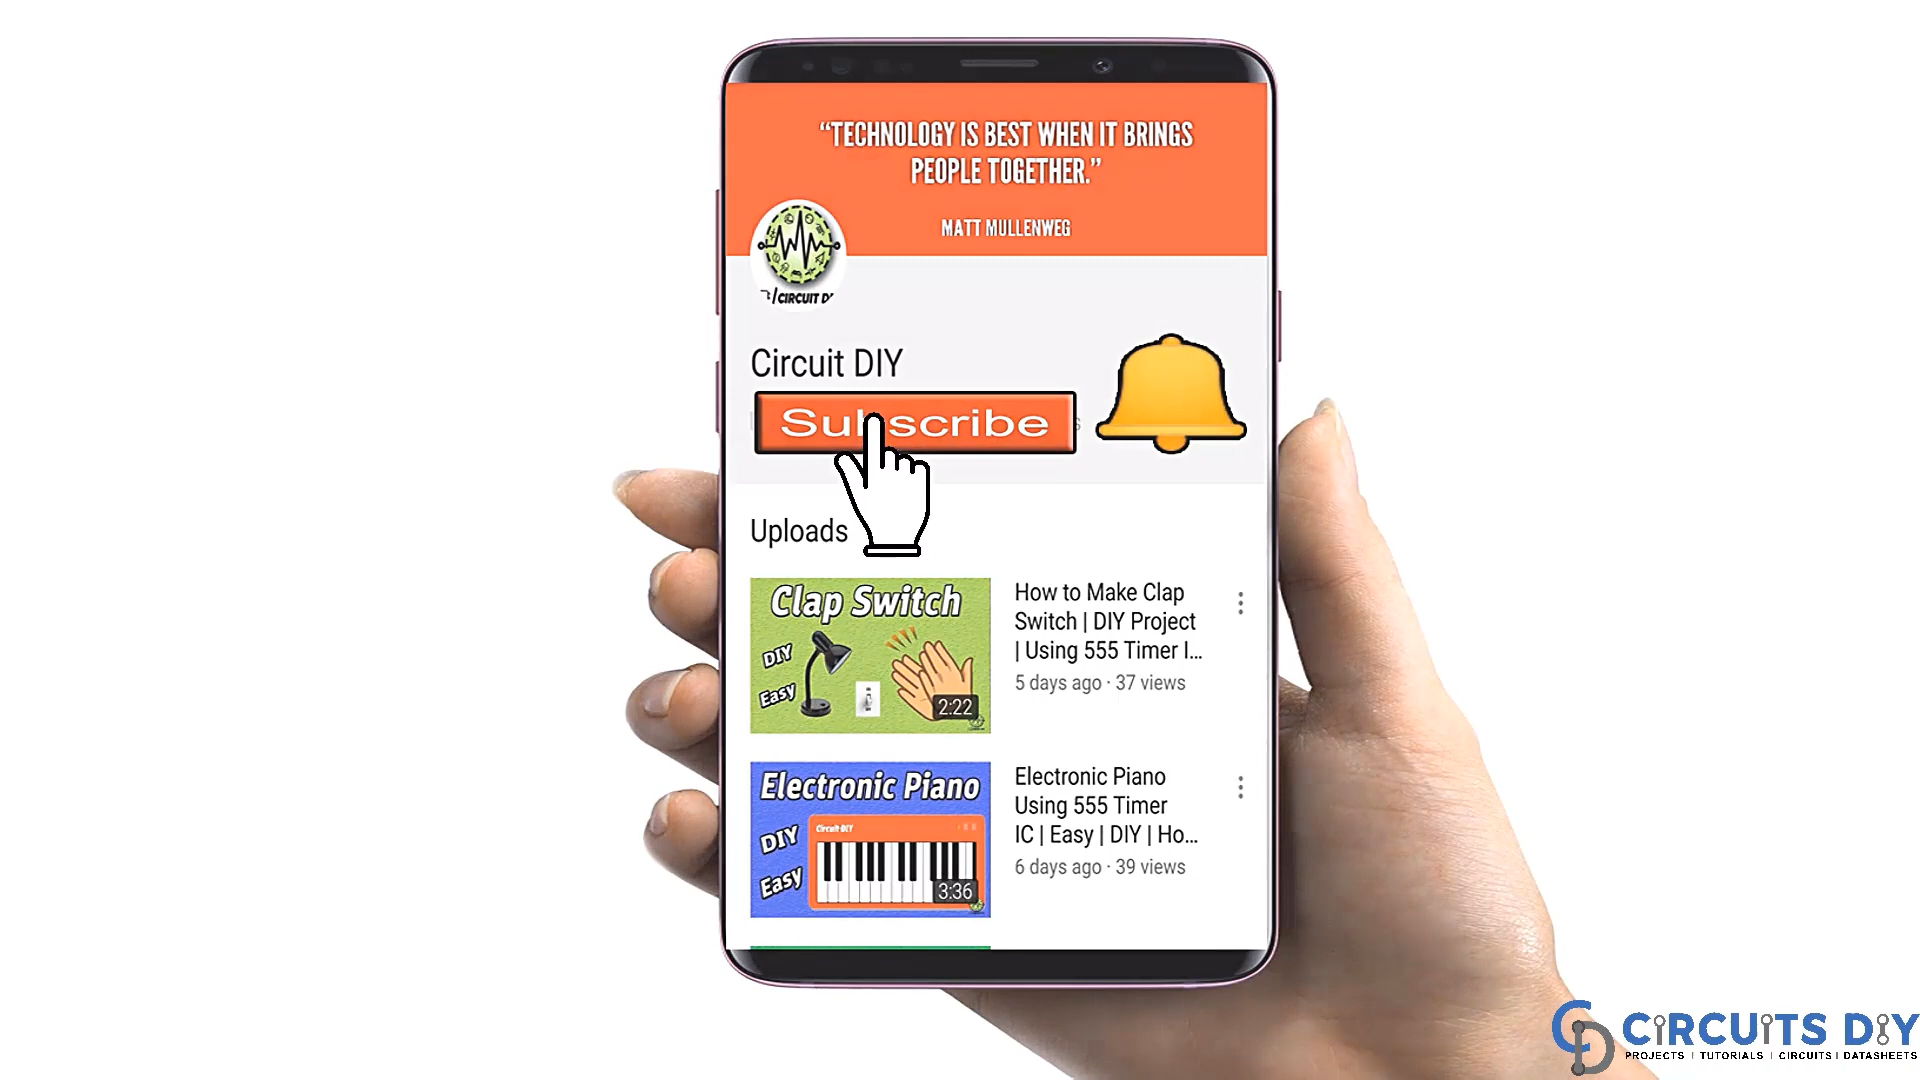 “TECHNOLOGY IS BEST WHEN IT BRINGS
PEOPLE TOGETHER.”
MATT MULLENWEG
CIRCUIT
Circuit DIY
Subscribe
Uploads
Clap Switch
DIY
Easy
2:22
How to Make Clap
Switch | DIY Project
| Using 555 Timer I...
5 days ago · 37 views
Electronic Piano
Circuit DIY
DIY
Easy
3:36
Electronic Piano
Using 555 Timer
IC | Easy | DIY | Ho...
6 days ago · 39 views
CIRCUITS DIY
PROJECTS | TUTORIALS | CIRCUITS | DATASHEETS